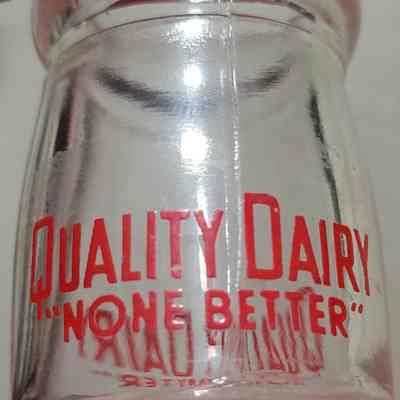 QUALITY DAIRY
"NONE BETTER"